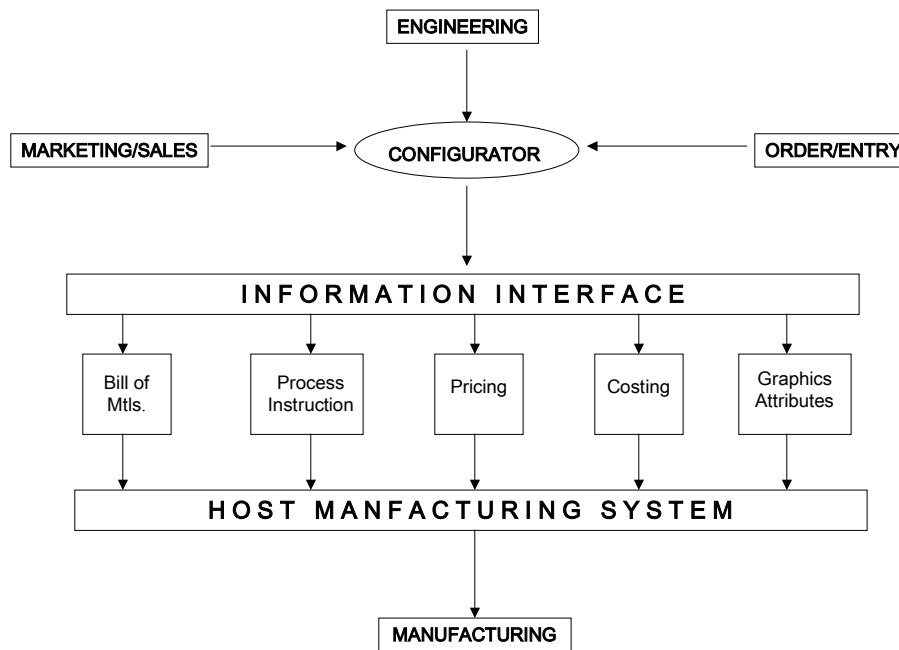 ENGINEERING
MARKETING/SALES
CONFIGURATOR
ORDER/ENTRY
INFORMATION INTERFACE
Bill of
Mtls.
Process
Instruction
Pricing
Costing
Graphics
Attributes
HOST MANFACTURING SYSTEM
MANUFACTURING